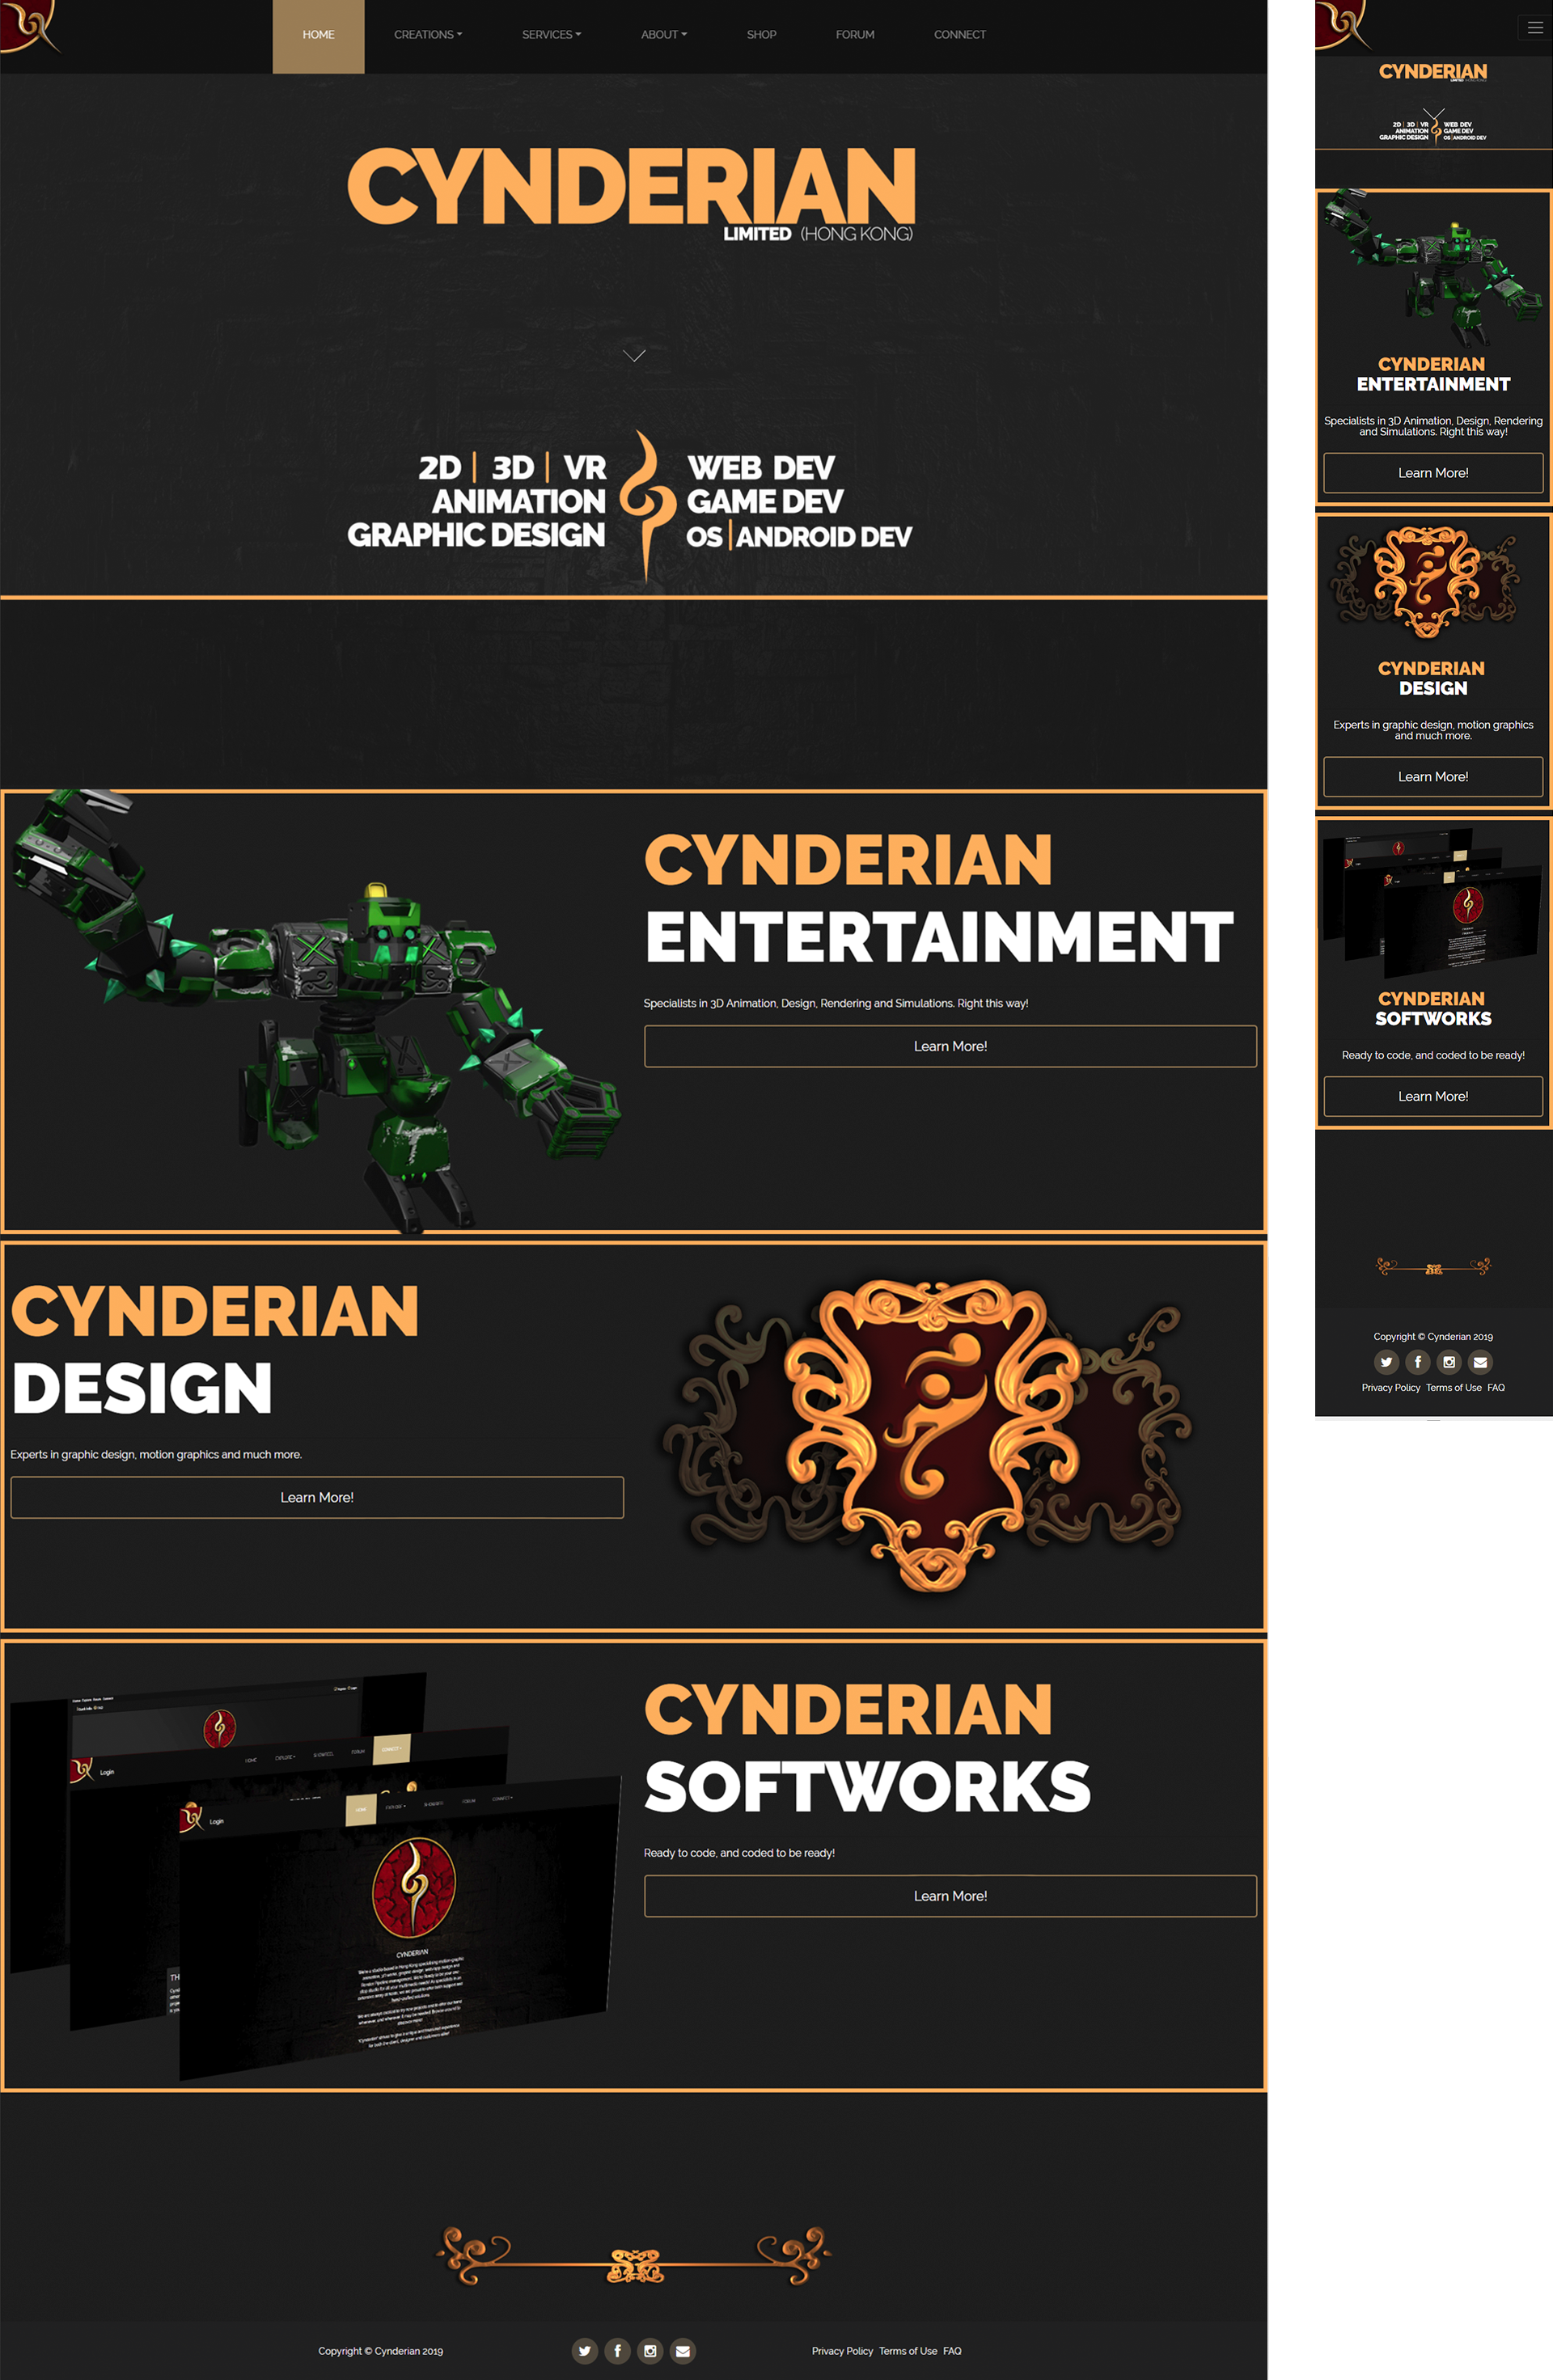 HOME CREATIONS SERVICES ABOUT SHOP FORUM CONNECT
CYNDERIAN
LIMITED (HONG KONG)
2D | 3D | VR
ANIMATION
GRAPHIC DESIGN
WEB DEV
GAME DEV
OS | ANDROID DEV
CYNDERIAN
ENTERTAINMENT
Specialists in 3D Animation, Design, Rendering and Simulations. Right this way!
Learn More!
CYNDERIAN
DESIGN
Experts in graphic design, motion graphics and much more.
Learn More!
Login
Login
HOME
CYNDERIAN
CYNDERIAN
SOFTWORKS
Ready to code, and coded to be ready!
Learn More!
Copyright © Cynderian 2019
Privacy Policy Terms of Use FAQ
CYNDERIAN
LIMITED (HONG KONG)
2D | 3D | VR
ANIMATION
GRAPHIC DESIGN
WEB DEV
GAME DEV
OS | ANDROID DEV
CYNDERIAN
ENTERTAINMENT
Specialists in 3D Animation, Design, Rendering
and Simulations. Right this way!
Learn More!
CYNDERIAN
DESIGN
Experts in graphic design, motion graphics
and much more.
Learn More!
CYNDERIAN
SOFTWORKS
Ready to code, and coded to be ready!
Learn More!
Copyright © Cynderian 2019
Privacy Policy Terms of Use FAQ